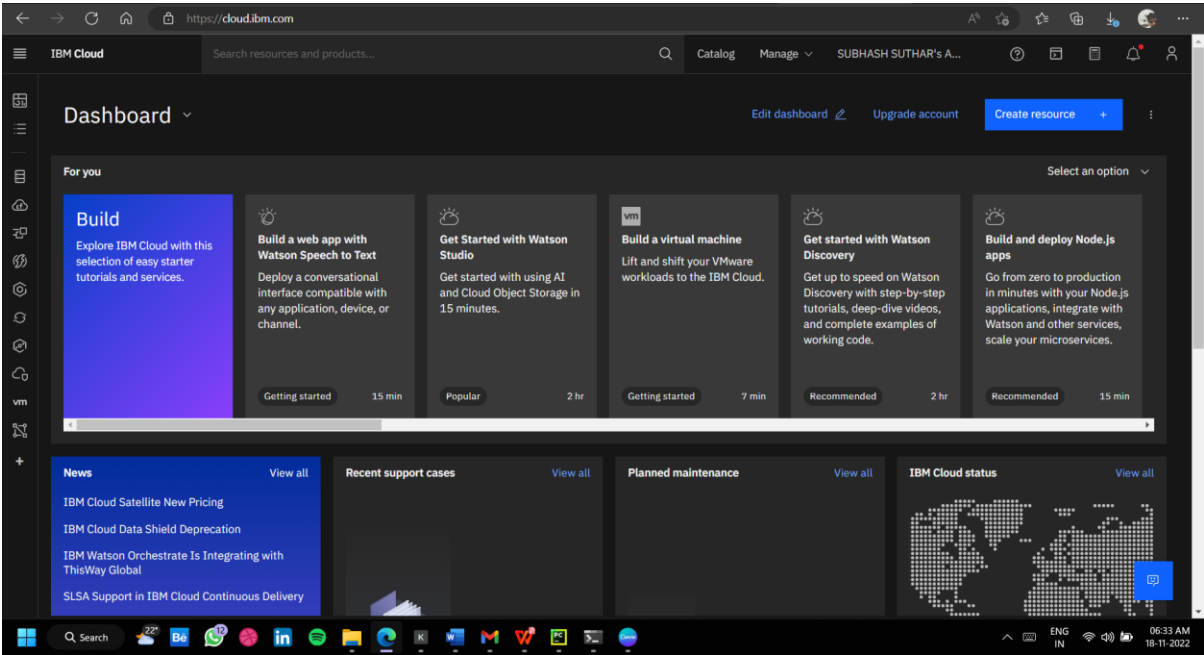 https://cloud.ibm.com
IBM Cloud
Search resources and products...
Catalog
Manage
SUBHASH SUTHAR's A...
Dashboard
Edit dashboard
Upgrade account
Create resource +
For you
Select an option
Build
Explore IBM Cloud with this
selection of easy starter
tutorials and services.
Build a web app with
Watson Speech to Text
Deploy a conversational
interface compatible with
any application, device, or
channel.
Getting started
15 min
Get Started with Watson
Studio
Get started with using AI
and Cloud Object Storage in
15 minutes.
Popular
2 hr
vm
Build a virtual machine
Lift and shift your VMware
workloads to the IBM Cloud.
Getting started
7 min
Get started with Watson
Discovery
Get up to speed on Watson
Discovery with step-by-step
tutorials, deep-dive videos,
and complete examples of
working code.
Recommended
2 hr
Build and deploy Node.js
apps
Go from zero to production
in minutes with your Node.js
applications, integrate with
Watson and other services,
scale your microservices.
Recommended
15 min
vm
News
View all
IBM Cloud Satellite New Pricing
IBM Cloud Data Shield Deprecation
IBM Watson Orchestrate Is Integrating with
ThisWay Global
SLSA Support in IBM Cloud Continuous Delivery
Recent support cases
View all
Planned maintenance
View all
IBM Cloud status
View all
Search
22°
Bē
12
in
K
W
PC
ENG
IN
06:33 AM
18-11-2022